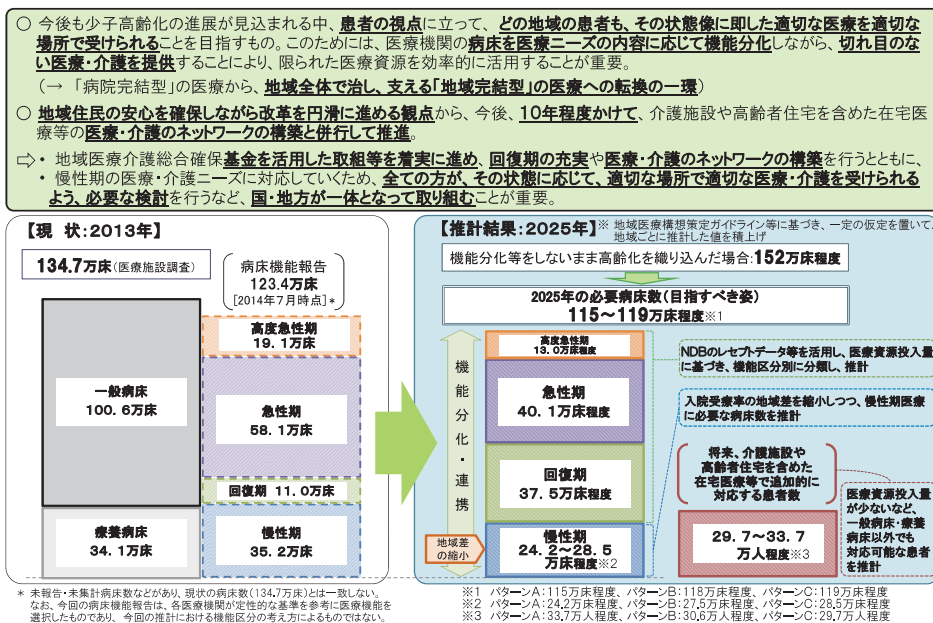 ○ 今後も少子高齢化の進展が見込まれる中、患者の視点に立って、どの地域の患者も、その状態像に即した適切な医療を適切な
場所で受けられることを目指すもの。このためには、医療機関の病床を医療ニーズの内容に応じて機能分化しながら、切れ目のな
い医療・介護を提供することにより、限られた医療資源を効率的に活用することが重要。
(→ 「病院完結型」の医療から、地域全体で治し、支える「地域完結型」の医療への転換の一環)
○ 地域住民の安心を確保しながら改革を円滑に進める観点から、今後、10年程度かけて、介護施設や高齢者住宅を含めた在宅医
療等の医療・介護のネットワークの構築と併行して推進。
⇨・ 地域医療介護総合確保基金を活用した取組等を着実に進め、回復期の充実や医療・介護のネットワークの構築を行うとともに、
・ 慢性期の医療・介護ニーズに対応していくため、全ての方が、その状態に応じて、適切な場所で適切な医療・介護を受けられる
よう、必要な検討を行うなど、国・地方が一体となって取り組むことが重要。
【現 状:2013年】
134.7万床(医療施設調査)
病床機能報告
123.4万床
[2014年7月時点]*
一般病床
100.6万床
療養病床
34.1万床
高度急性期
19.1万床
急性期
58.1万床
回復期 11.0万床
慢性期
35.2万床
【推計結果:2025年】※ 地域医療構想策定ガイドライン等に基づき、一定の仮定を置いて、
地域ごとに推計した値を積上げ
機能分化等をしないまま高齢化を織り込んだ場合:152万床程度
2025年の必要病床数(目指すべき姿)
115~119万床程度※1
機能分化・連携
地域差
の縮小
高度急性期
13.0万床程度
急性期
40.1万床程度
回復期
37.5万床程度
慢性期
24.2~28.5
万床程度※2
NDBのレセプトデータ等を活用し、医療資源投入量
に基づき、機能区分別に分類し、推計
入院受療率の地域差を縮小しつつ、慢性期医療
に必要な病床数を推計
将来、介護施設や
高齢者住宅を含めた
在宅医療等で追加的に
対応する患者数
29.7~33.7
万人程度※3
医療資源投入量
が少ないなど、
一般病床・療養
病床以外でも
対応可能な患者
を推計
* 未報告・未集計病床数などがあり、現状の病床数(134.7万床)とは一致しない。
なお、今回の病床機能報告は、各医療機関が定性的な基準を参考に医療機能を
選択したものであり、今回の推計における機能区分の考え方によるものではない。
※1 パターンA:115万床程度、パターンB:118万床程度、パターンC:119万床程度
※2 パターンA:24.2万床程度、パターンB:27.5万床程度、パターンC:28.5万床程度
※3 パターンA:33.7万人程度、パターンB:30.6万人程度、パターンC:29.7万人程度